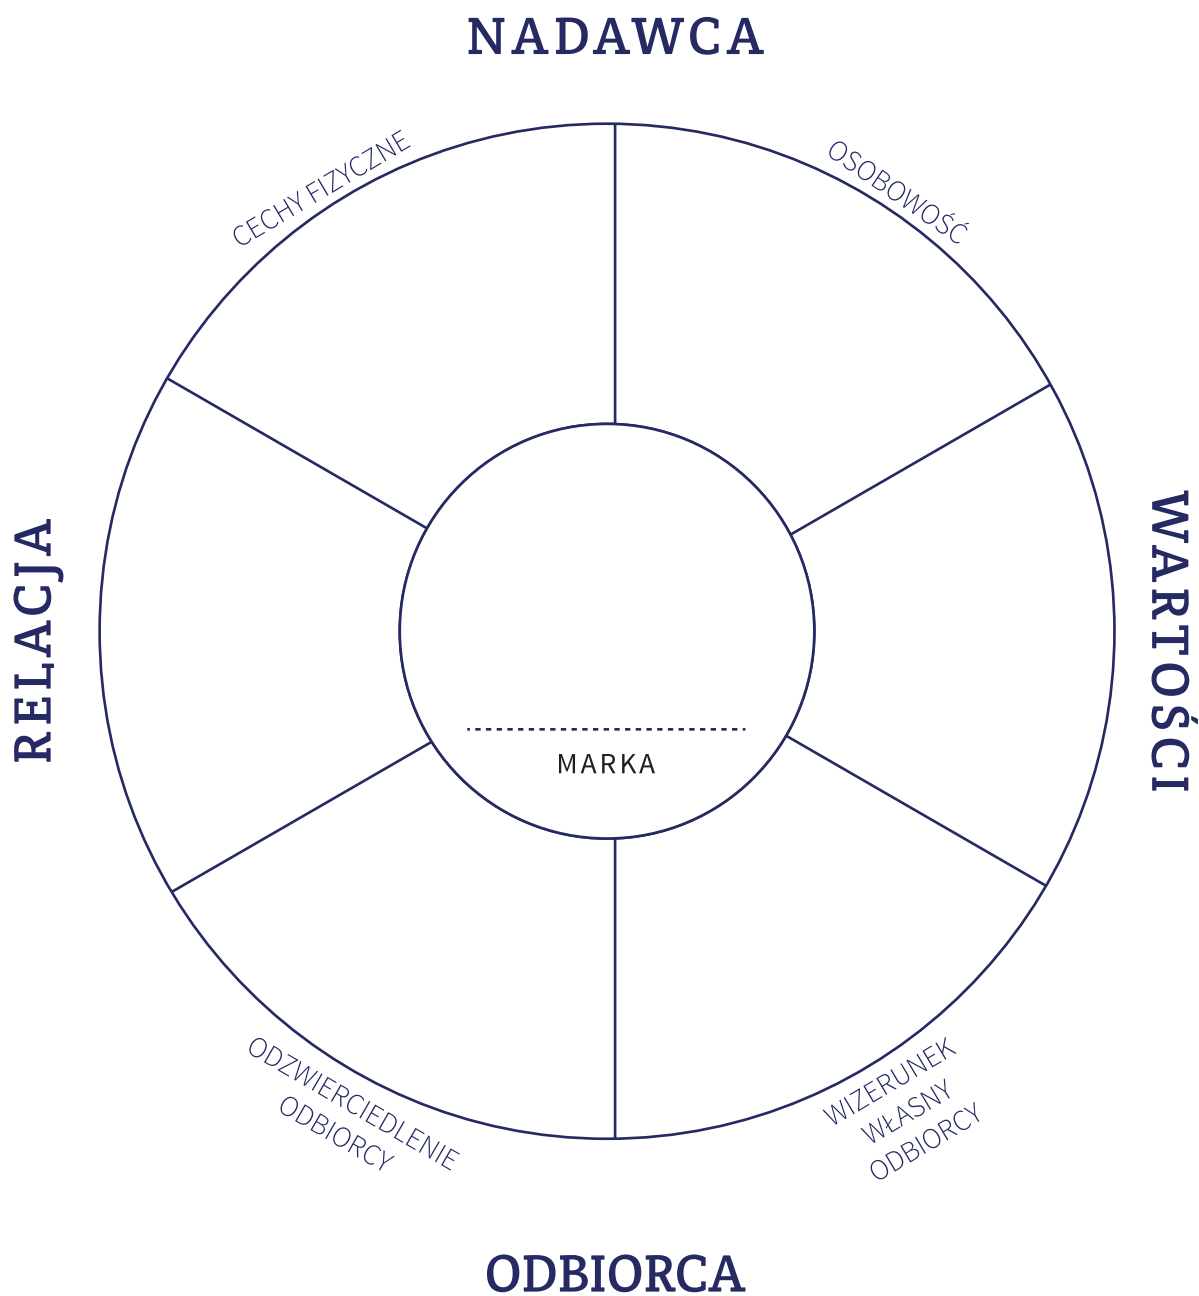 NADAWCA
CECHY FIZYCZNE
OSOBOWOŚĆ
RELACJA
WARTOŚCI
MARKA
ODZWIERCIEDLENIE
ODBIORCY
WIZERUNEK
WŁASNY
ODBIORCY
ODBIORCA